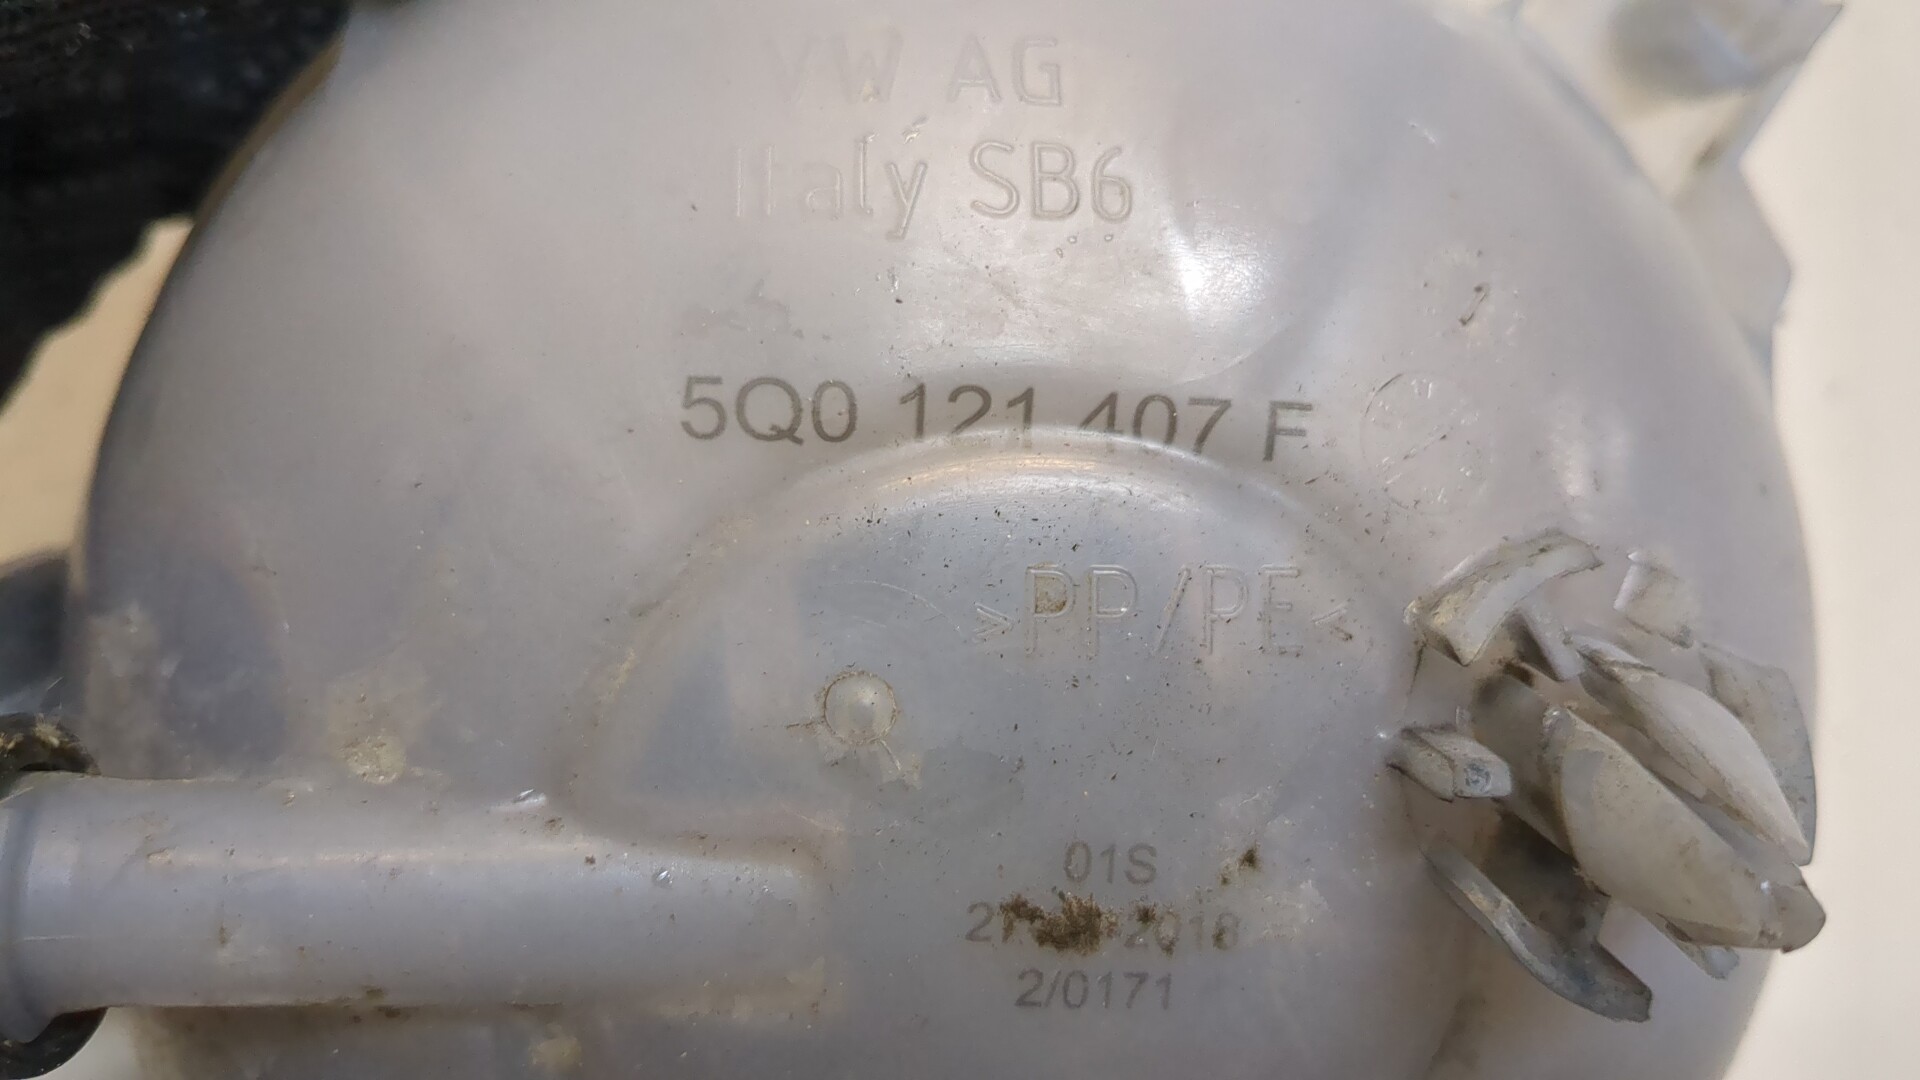 VW AG
Italy SB6
5Q0 121 407 F
>PP/PE<
01S
2/0171